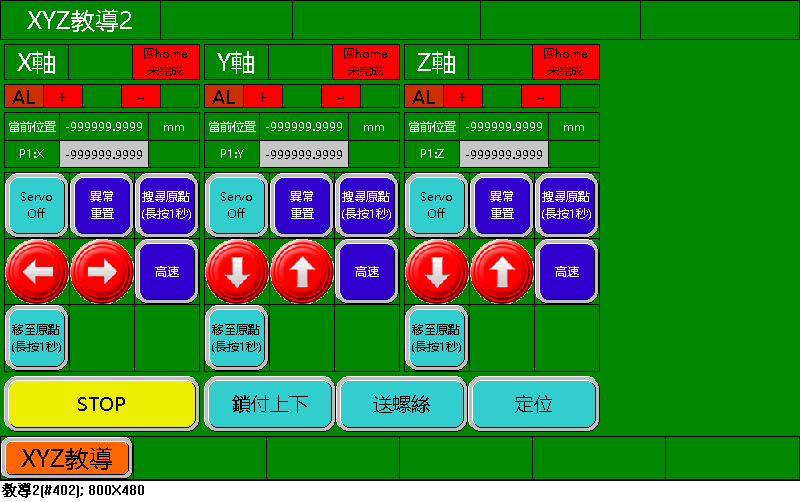 XYZ教導2
X軸 回home 未完成 Y軸 回home 未完成 Z軸 回home 未完成
AL + - AL + - AL + -
當前位置 -999999.9999 mm 當前位置 -999999.9999 mm 當前位置 -999999.9999 mm
P1:X -999999.9999 P1:Y -999999.9999 P1:Z -999999.9999
Servo Off 異常重置 搜尋原點(長按1秒) Servo Off 異常重置 搜尋原點(長按1秒) Servo Off 異常重置 搜尋原點(長按1秒)
高速 高速 高速
移至原點(長按1秒) 移至原點(長按1秒) 移至原點(長按1秒)
STOP 鎖付上下 送螺絲 定位
XYZ教導
教導2(#402); 800X480